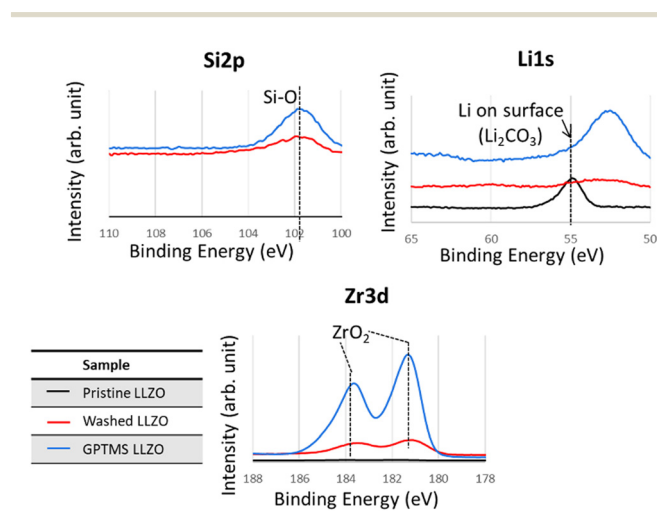 Si2p
Intensity (arb. unit)
Si-O
110 108 106 104 102 100
Binding Energy (eV)
Li1s
Intensity (arb. unit)
Li on surface
(Li₂CO₃)
65 60 55 50
Binding Energy (eV)
Zr3d
Intensity (arb. unit)
ZrO₂
188 186 184 182 180 178
Binding Energy (eV)
Sample
Pristine LLZO
Washed LLZO
GPTMS LLZO